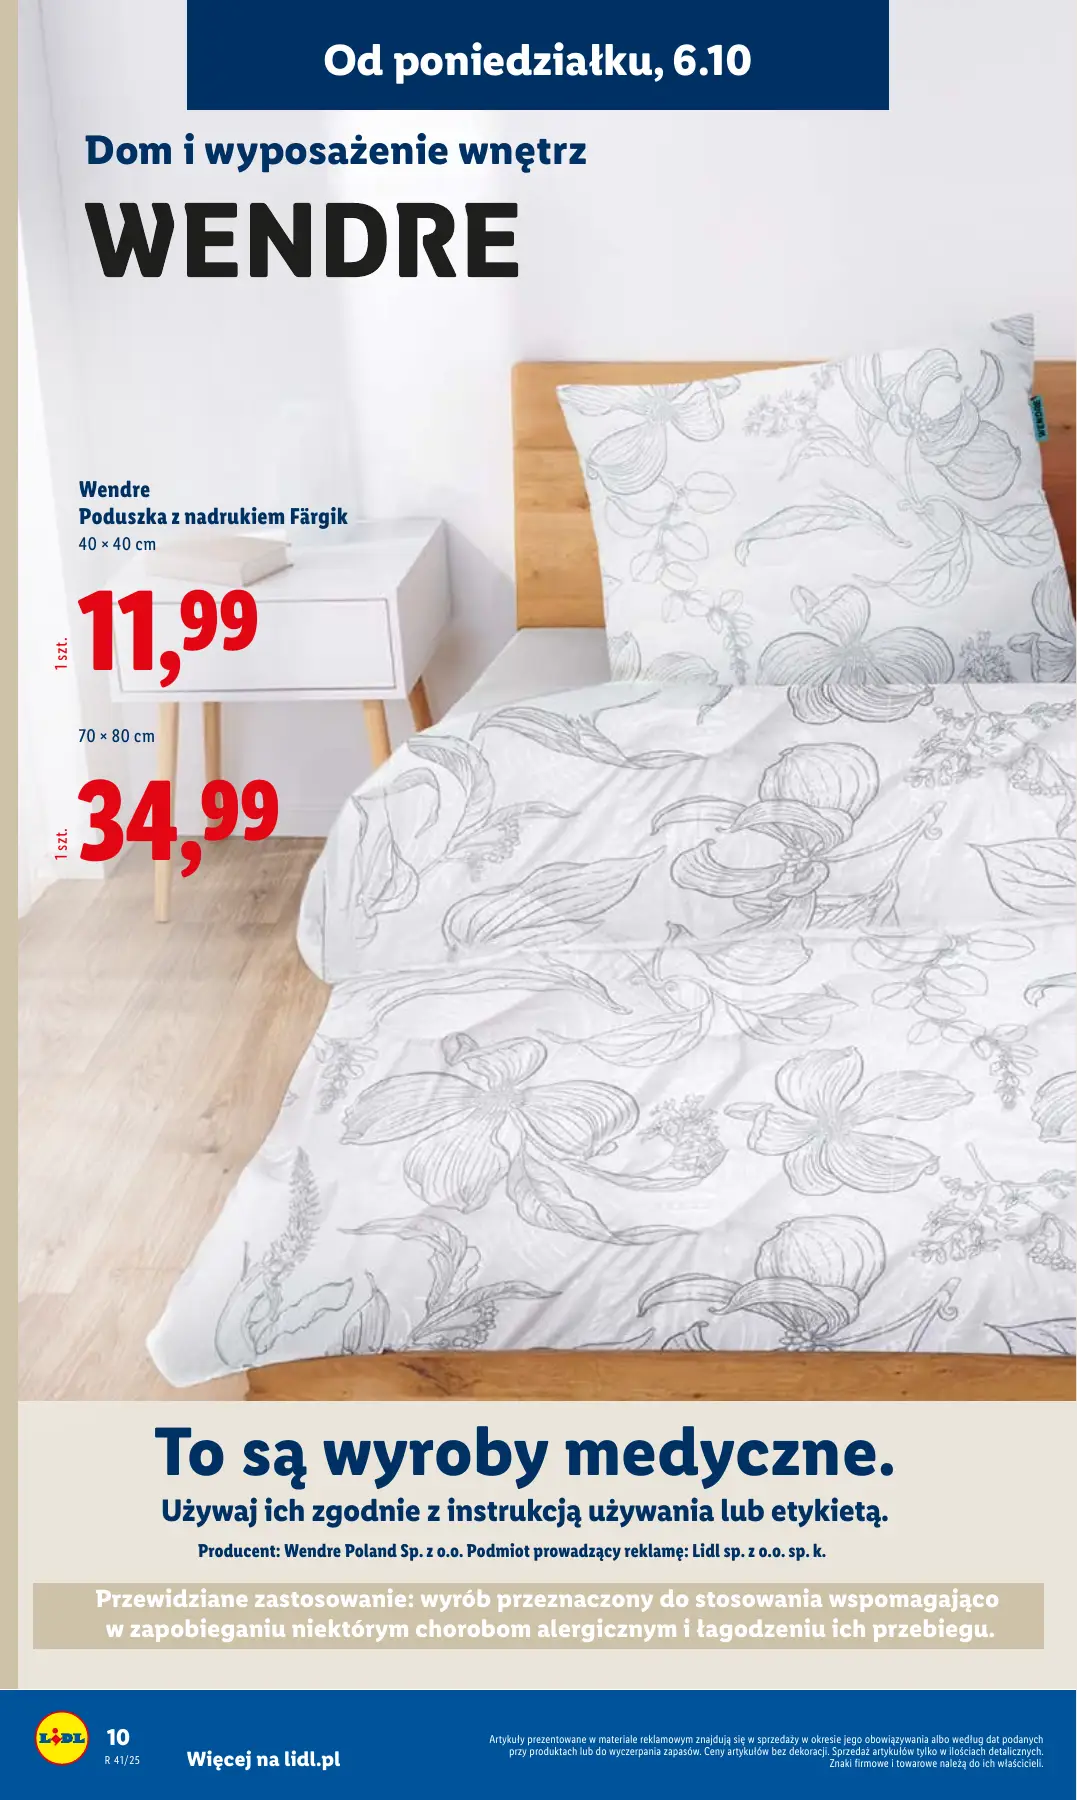 Od poniedziałku, 6.10
Dom i wyposażenie wnętrz
WENDRE
WENDRE
Wendre
Poduszka z nadrukiem Färgik
40 × 40 cm
1 szt.
11,99
70 × 80 cm
1 szt.
34,99
To są wyroby medyczne.
Używaj ich zgodnie z instrukcją używania lub etykietą.
Producent: Wendre Poland Sp. z o.o. Podmiot prowadzący reklamę: Lidl sp. z o.o. sp. k.
Przewidziane zastosowanie: wyrób przeznaczony do stosowania wspomagająco
w zapobieganiu niektórym chorobom alergicznym i łagodzeniu ich przebiegu.
LIDL
10
R 41/25
Więcej na lidl.pl
Artykuły prezentowane w materiale reklamowym znajdują się w sprzedaży w okresie jego obowiązywania albo według dat podanych
przy produktach lub do wyczerpania zapasów. Ceny artykułów bez dekoracji. Sprzedaż artykułów tylko w ilościach detalicznych.
Znaki firmowe i towarowe należą do ich właścicieli.